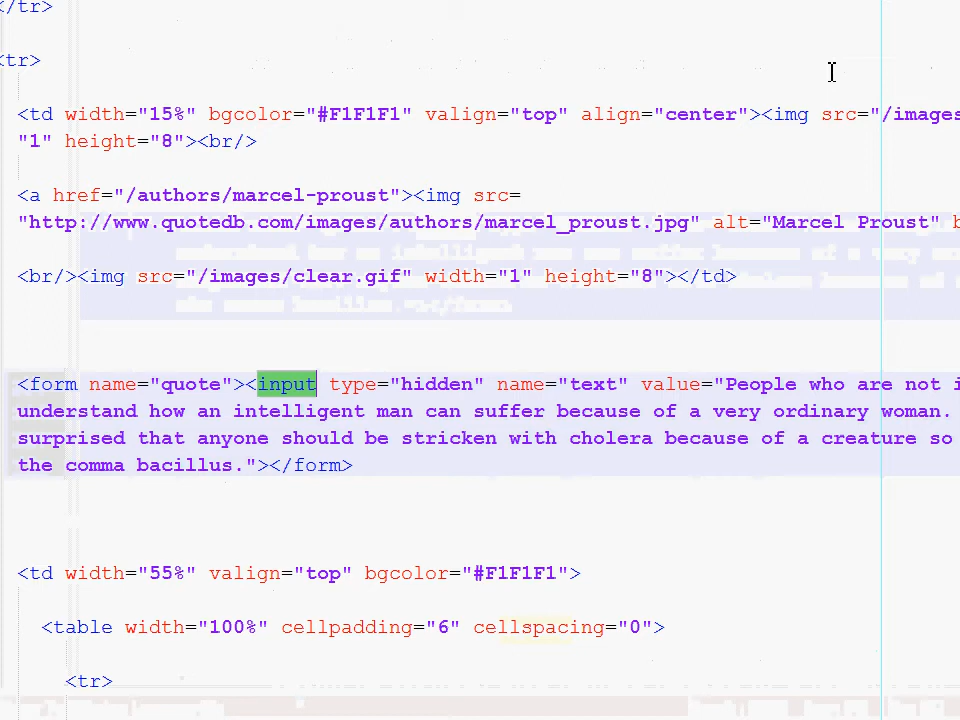 </tr>
<tr>
<td width="15%" bgcolor="#F1F1F1" valign="top" align="center"><img src="/images
"1" height="8"><br/>
<a href="/authors/marcel-proust"><img src=
"http://www.quotedb.com/images/authors/marcel_proust.jpg" alt="Marcel Proust" b
<br/><img src="/images/clear.gif" width="1" height="8"></td>
<form name="quote"><input type="hidden" name="text" value="People who are not i
understand how an intelligent man can suffer because of a very ordinary woman.
surprised that anyone should be stricken with cholera because of a creature so
the comma bacillus."></form>
<td width="55%" valign="top" bgcolor="#F1F1F1">
<table width="100%" cellpadding="6" cellspacing="0">
<tr>